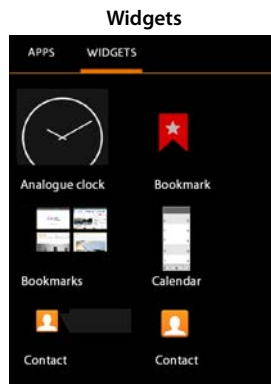 Widgets
APPS WIDGETS
Analogue clock Bookmark
Bookmarks Calendar
Contact Contact